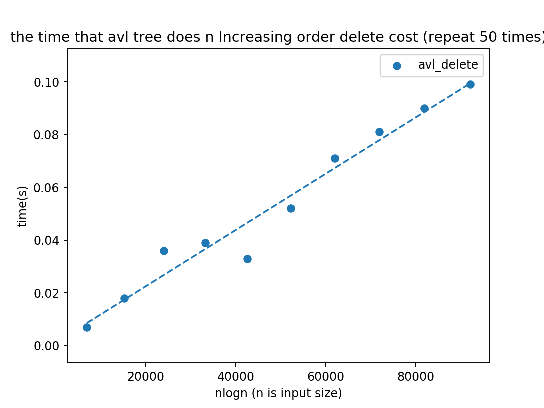 the time that avl tree does n Increasing order delete cost (repeat 50 times)
avl_delete
0.10
0.08
0.06
0.04
0.02
0.00
time(s)
20000 40000 60000 80000
nlogn (n is input size)